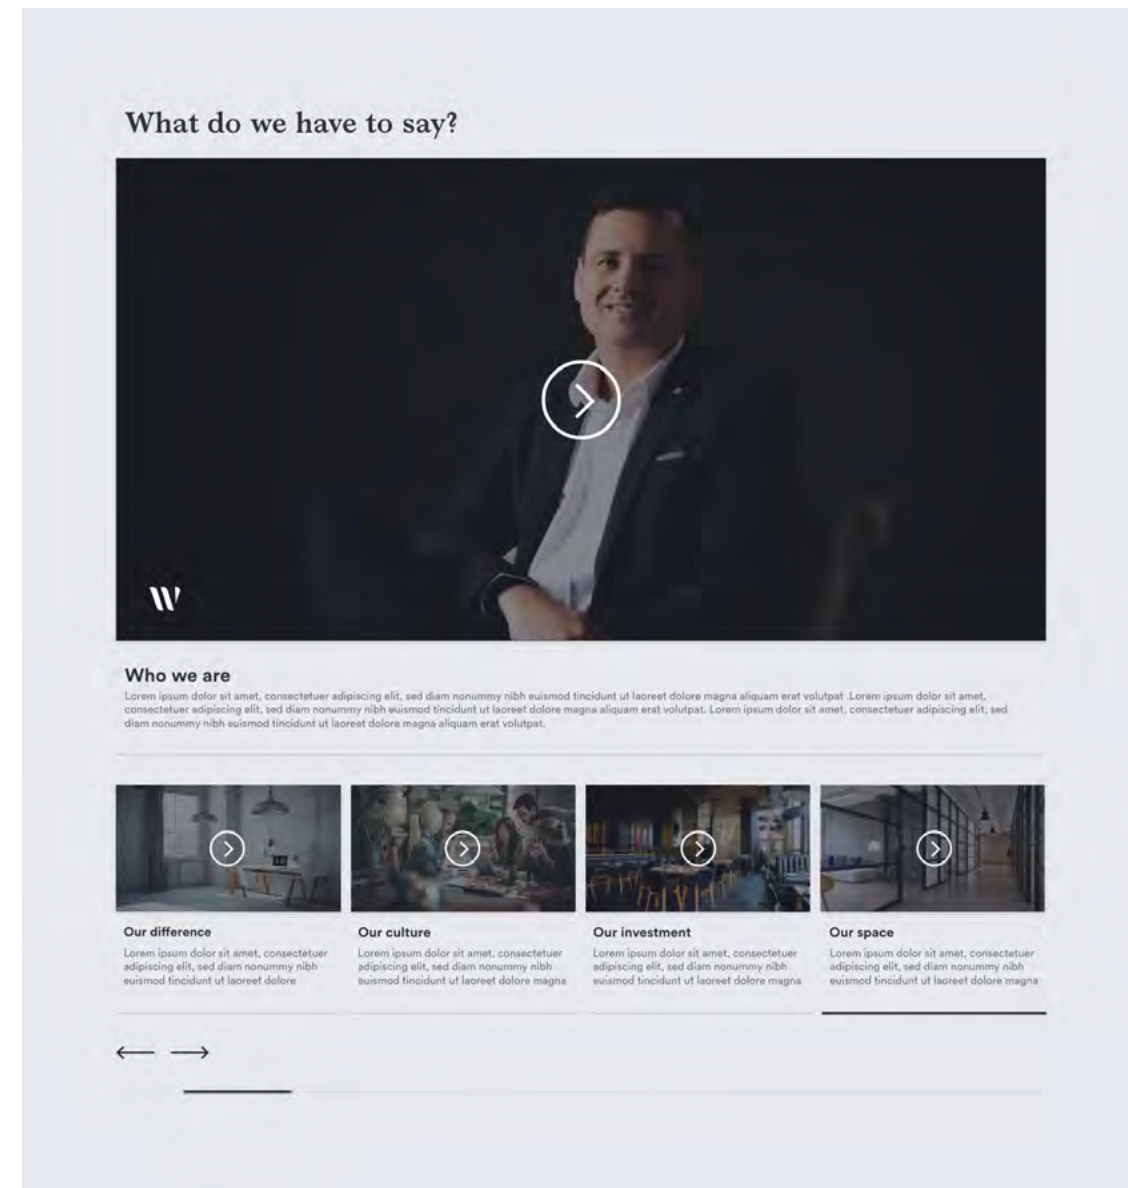 What do we have to say?
W
Who we are
Lorem ipsum dolor sit amet, consectetuer adipiscing elit, sed diam nonummy nibh euismod tincidunt ut laoreet dolore magna aliquam erat volutpat .Lorem ipsum dolor sit amet,
consectetuer adipiscing elit, sed diam nonummy nibh euismod tincidunt ut laoreet dolore magna aliquam erat volutpat. Lorem ipsum dolor sit amet, consectetuer adipiscing elit, sed
diam nonummy nibh euismod tincidunt ut laoreet dolore magna aliquam erat volutpat.
Our difference
Lorem ipsum dolor sit amet, consectetuer
adipiscing elit, sed diam nonummy nibh
euismod tincidunt ut laoreet dolore
Our culture
Lorem ipsum dolor sit amet, consectetuer
adipiscing elit, sed diam nonummy nibh
euismod tincidunt ut laoreet dolore magna
Our investment
Lorem ipsum dolor sit amet, consectetuer
adipiscing elit, sed diam nonummy nibh
euismod tincidunt ut laoreet dolore magna
Our space
Lorem ipsum dolor sit amet, consectetuer
adipiscing elit, sed diam nonummy nibh
euismod tincidunt ut laoreet dolore magna